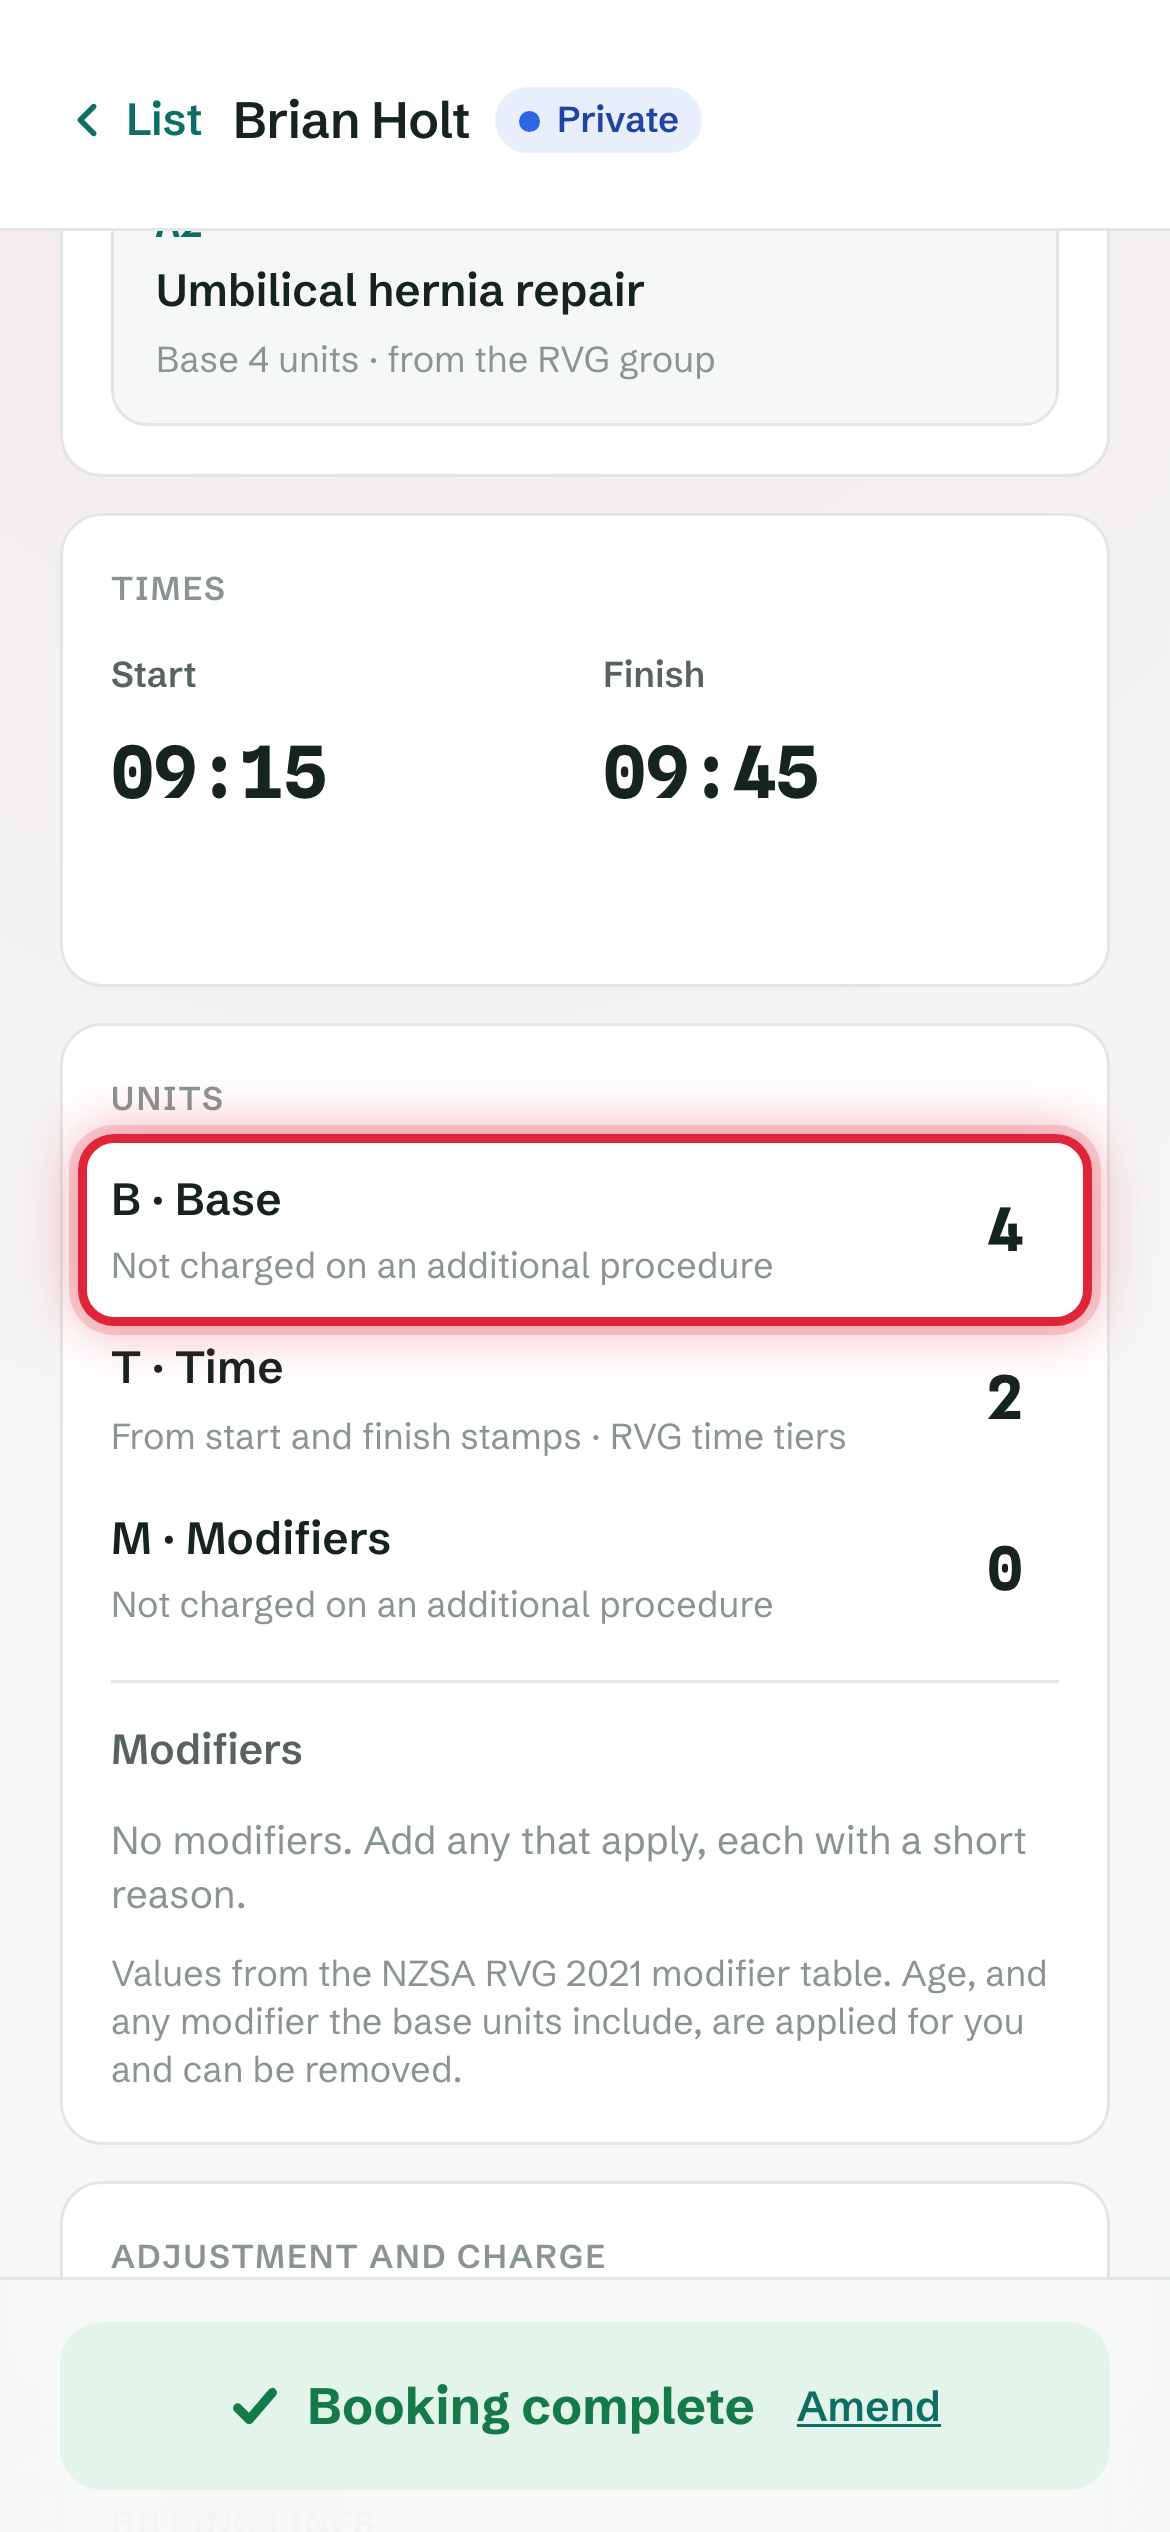 List Brian Holt Private
Umbilical hernia repair
Base 4 units · from the RVG group
TIMES
Start Finish
09:15 09:45
UNITS
B · Base
4
Not charged on an additional procedure
T · Time
2
From start and finish stamps · RVG time tiers
M · Modifiers
0
Not charged on an additional procedure
Modifiers
No modifiers. Add any that apply, each with a short
reason.
Values from the NZSA RVG 2021 modifier table. Age, and
any modifier the base units include, are applied for you
and can be removed.
ADJUSTMENT AND CHARGE
Booking complete Amend
BILLING LINES